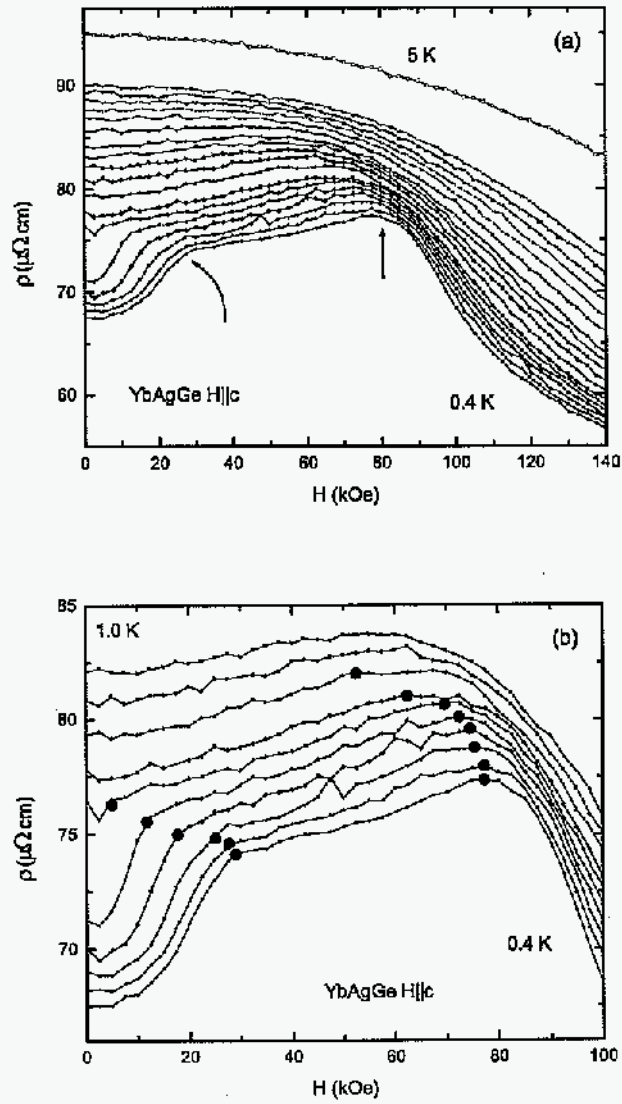 (a)
5 K
90
80
70
60
ρ (μΩ cm)
YbAgGe H||c
0.4 K
0 20 40 60 80 100 120 140
H (kOe)
85
1.0 K
(b)
80
75
70
ρ (μΩ cm)
0.4 K
YbAgGe H||c
0 20 40 60 80 100
H (kOe)